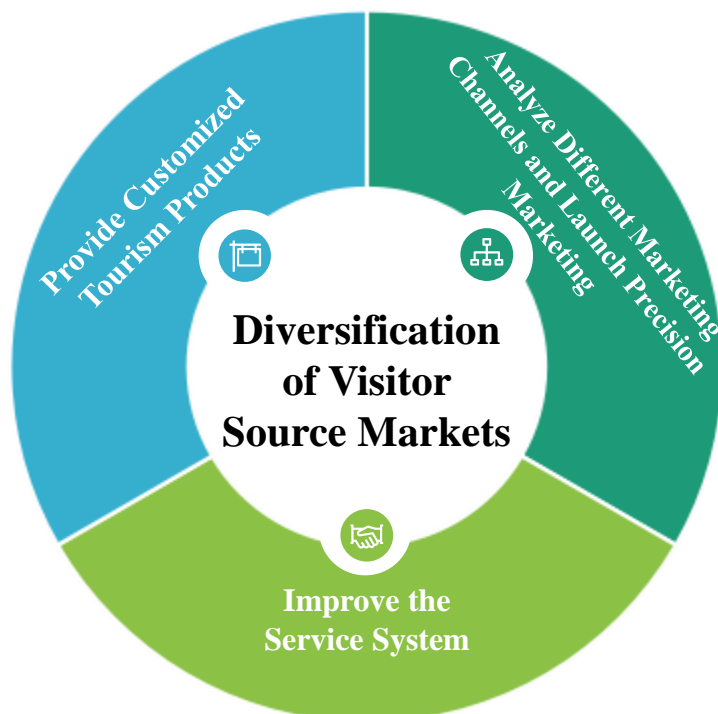 Provide Customized
Tourism Products
Analyze Different Marketing
Channels and Launch Precision
Marketing
Diversification
of Visitor
Source Markets
Improve the
Service System